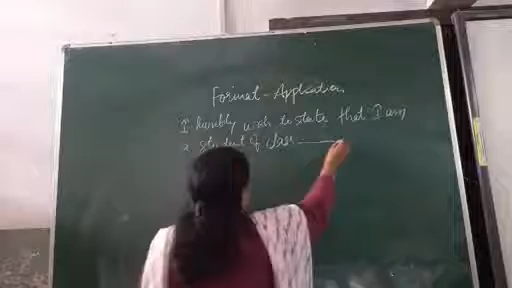 Format - Application
I humbly wish to state that I am
a student of class ———